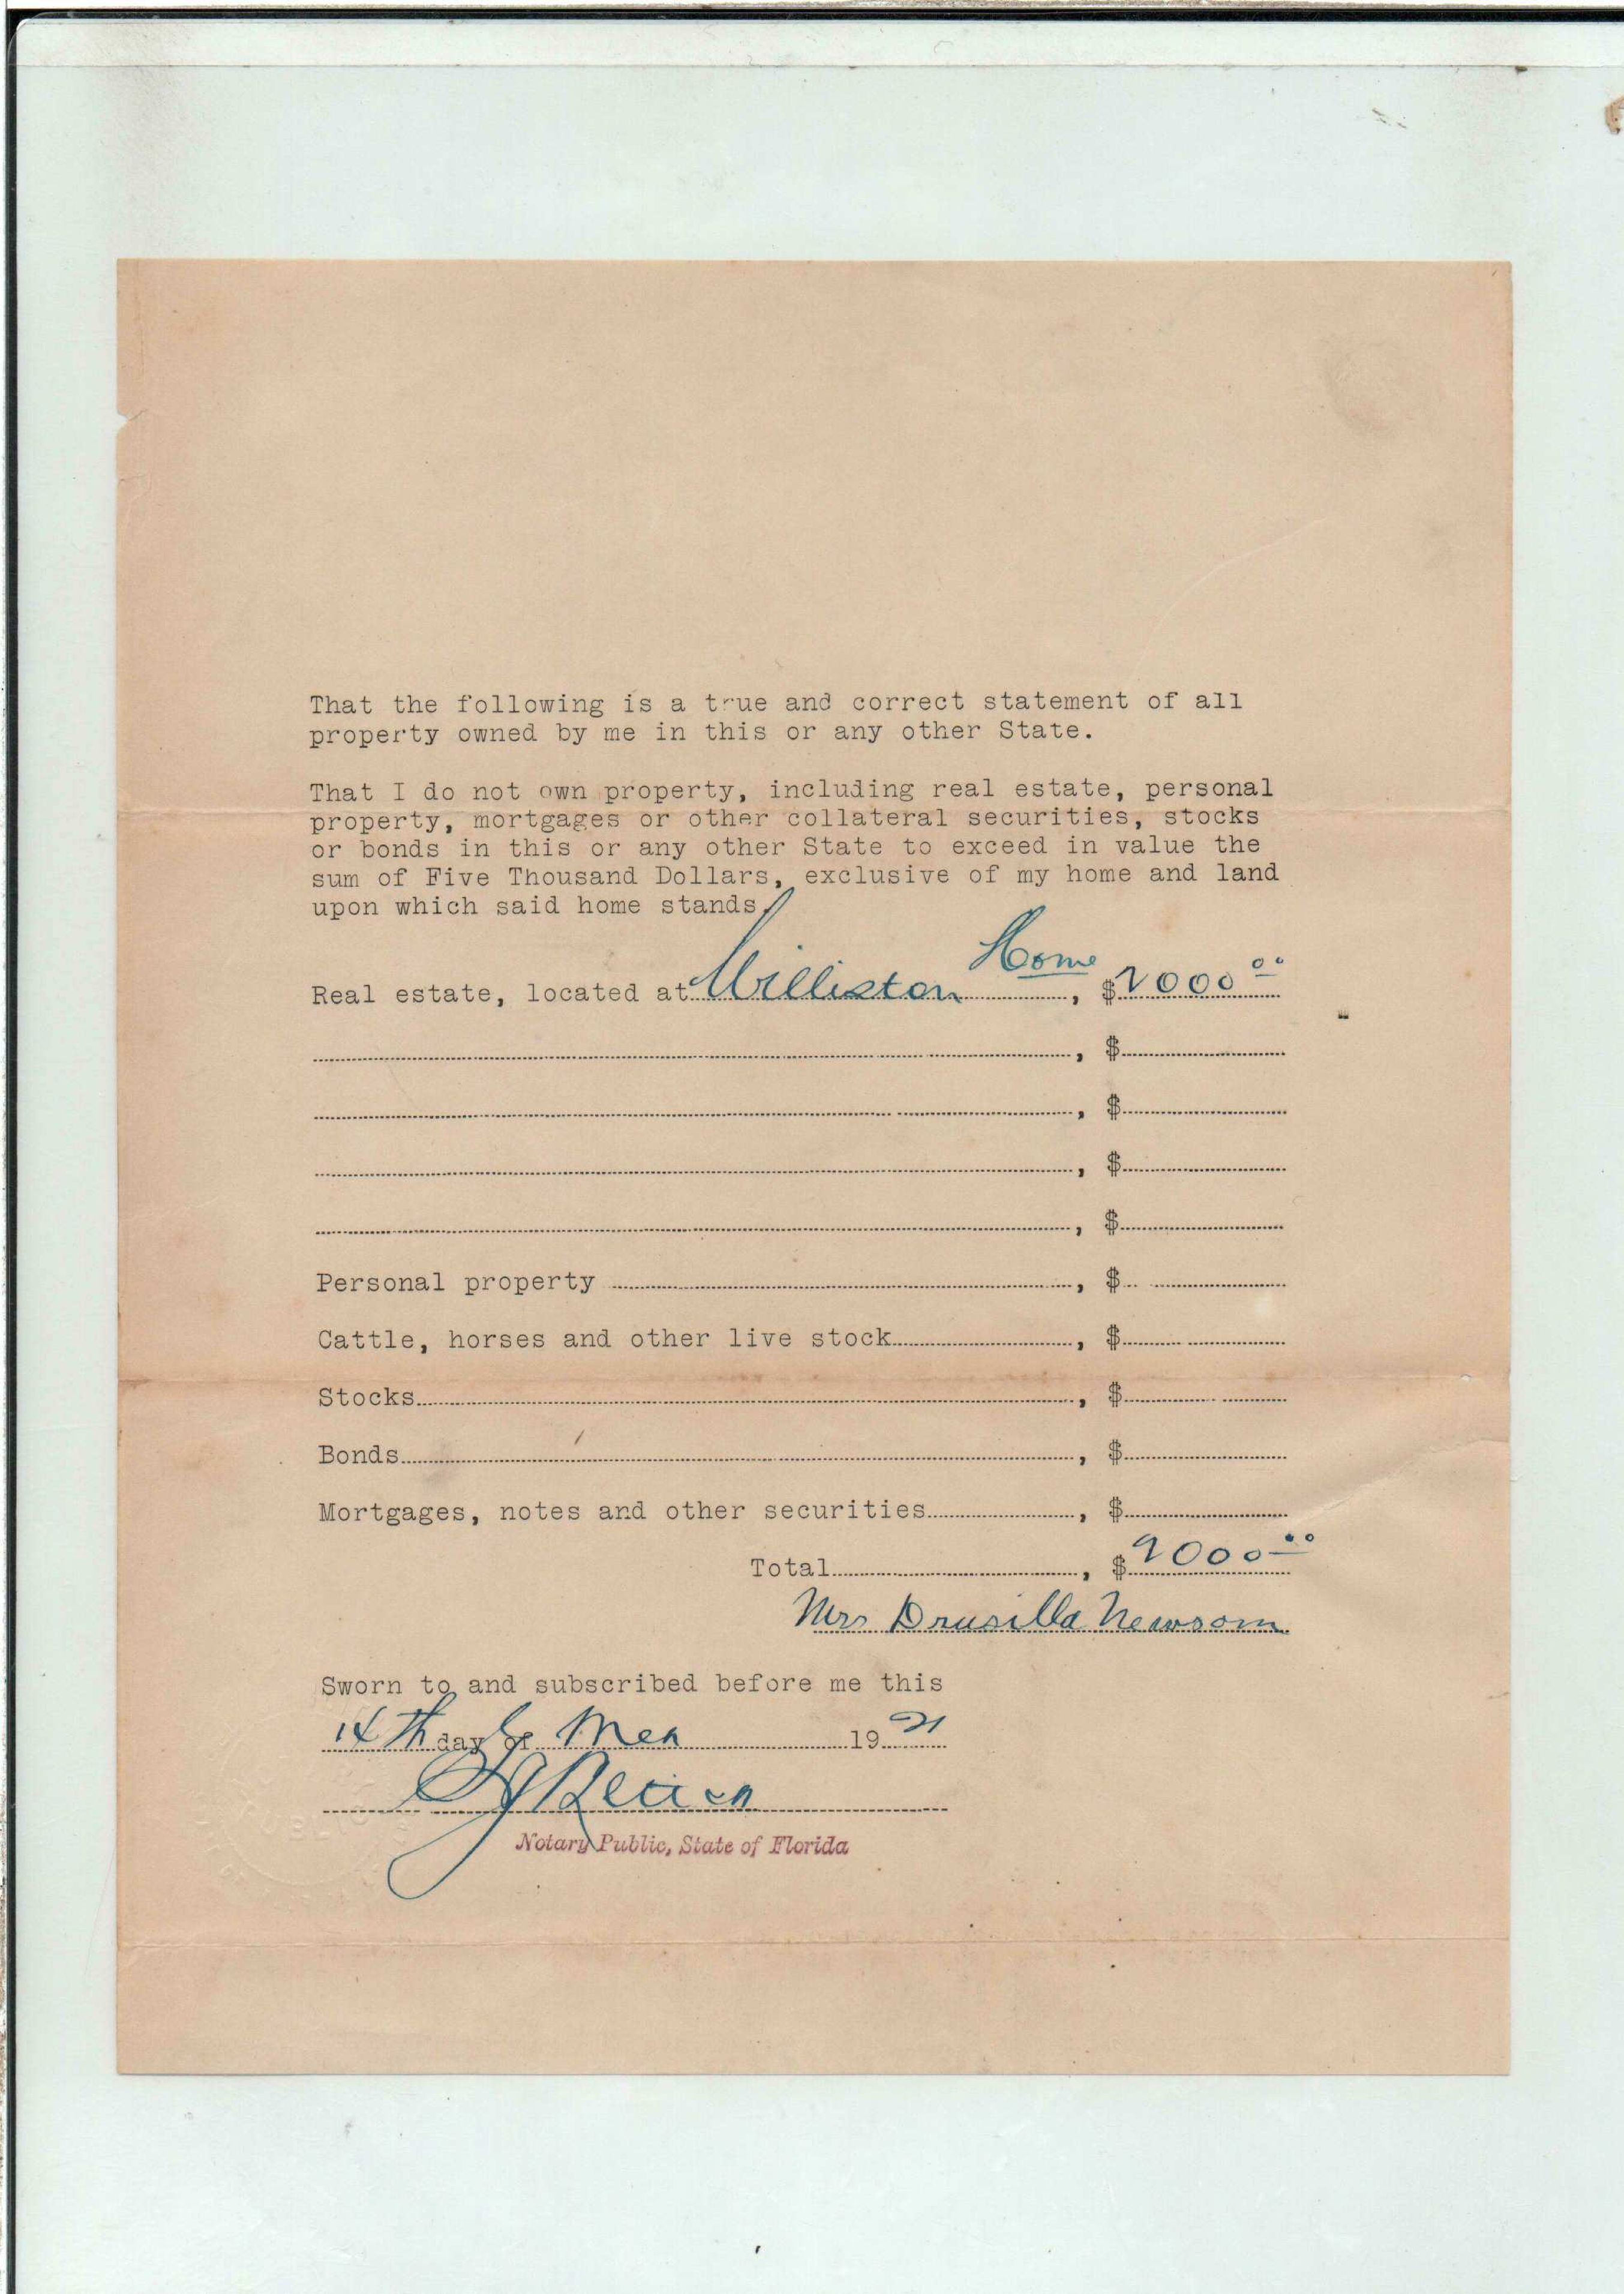 That the following is a true and correct statement of all
property owned by me in this or any other State.
That I do not own property, including real estate, personal
property, mortgages or other collateral securities, stocks
or bonds in this or any other State to exceed in value the
sum of Five Thousand Dollars, exclusive of my home and land
upon which said home stands,
Real estate, located at Williston Home, $2000 00
, $
, $
, $
, $
Personal property , $
Cattle, horses and other live stock , $
Stocks , $
Bonds , $
Mortgages, notes and other securities , $
Total , $2000 00
Mrs Drusilla Newsom
Sworn to and subscribed before me this
14th day of 19 21
Notary Public, State of Florida